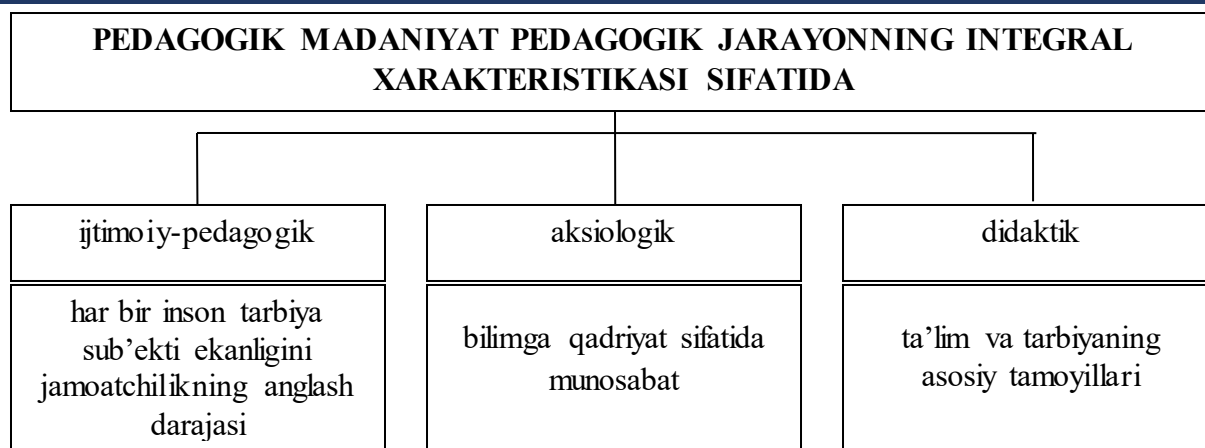 PEDAGOGIK MADANIYAT PEDAGOGIK JARAYONNING INTEGRAL
XARAKTERISTIKASI SIFATIDA
ijtimoiy-pedagogik
har bir inson tarbiya
sub’ekti ekanligini
jamoatchilikning anglash
darajasi
aksiologik
bilimga qadriyat sifatida
munosabat
didaktik
ta’lim va tarbiyaning
asosiy tamoyillari